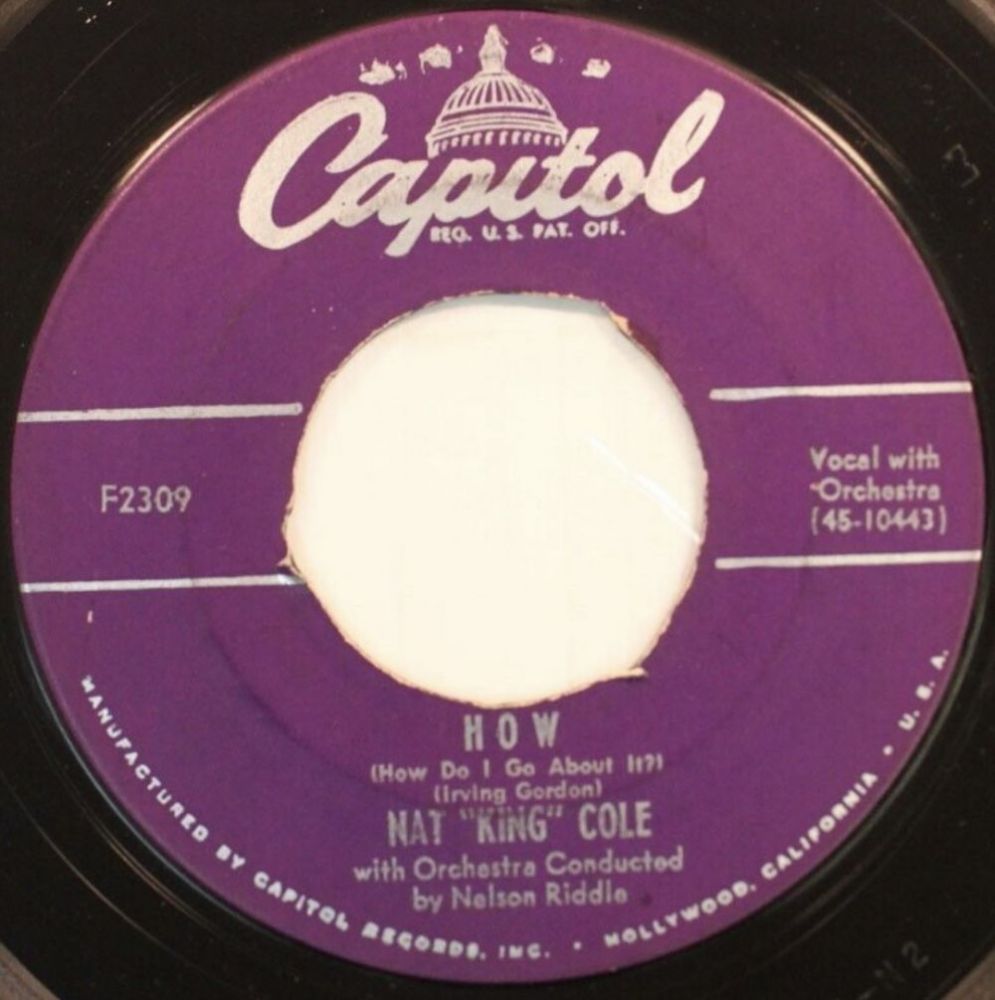 Capitol
REG. U. S. PAT. OFF.
F2309
Vocal with
Orchestra
(45-10443)
HOW
(How Do I Go About It?)
(Irving Gordon)
NAT "KING" COLE
with Orchestra Conducted
by Nelson Riddle
MANUFACTURED BY CAPITOL RECORDS, INC. • HOLLYWOOD, CALIFORNIA • U. S. A.